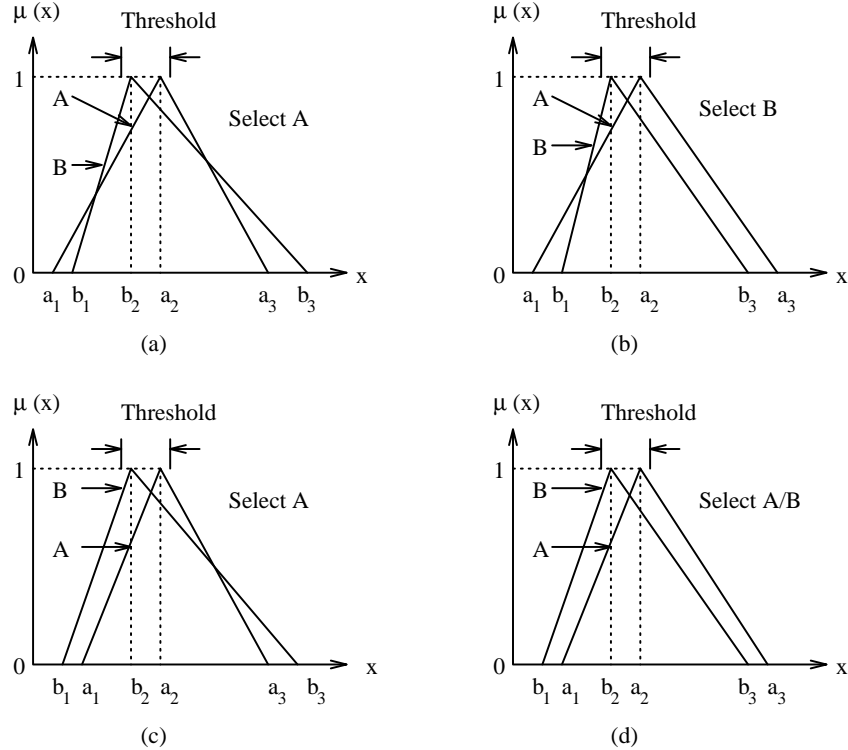 μ (x)
Threshold
1
A
Select A
B
0
x
a1 b1 b2 a2 a3 b3
(a)
μ (x)
Threshold
1
A
Select B
B
0
x
a1 b1 b2 a2 b3 a3
(b)
μ (x)
Threshold
1
B
Select A
A
0
x
b1 a1 b2 a2 a3 b3
(c)
μ (x)
Threshold
1
B
Select A/B
A
0
x
b1 a1 b2 a2 b3 a3
(d)